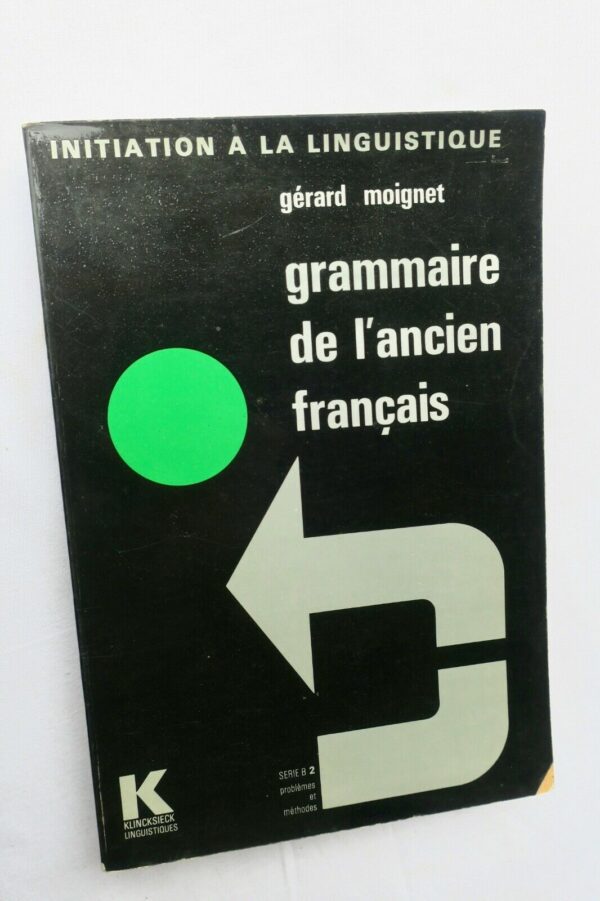 INITIATION A LA LINGUISTIQUE
gérard moignet
grammaire
de l'ancien
français
SERIE B 2
problèmes
et
méthodes
K
KLINCKSIECK
LINGUISTIQUES